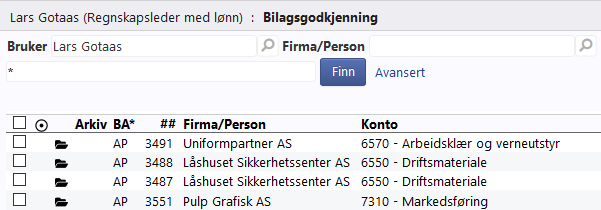 Lars Gotaas (Regnskapsleder med lønn) : Bilagsgodkjenning
Bruker Lars Gotaas Firma/Person
* Finn Avansert
Arkiv BA* ## Firma/Person Konto
AP 3491 Uniformpartner AS 6570 - Arbeidsklær og verneutstyr
AP 3488 Låshuset Sikkerhetssenter AS 6550 - Driftsmateriale
AP 3487 Låshuset Sikkerhetssenter AS 6550 - Driftsmateriale
AP 3551 Pulp Grafisk AS 7310 - Markedsføring